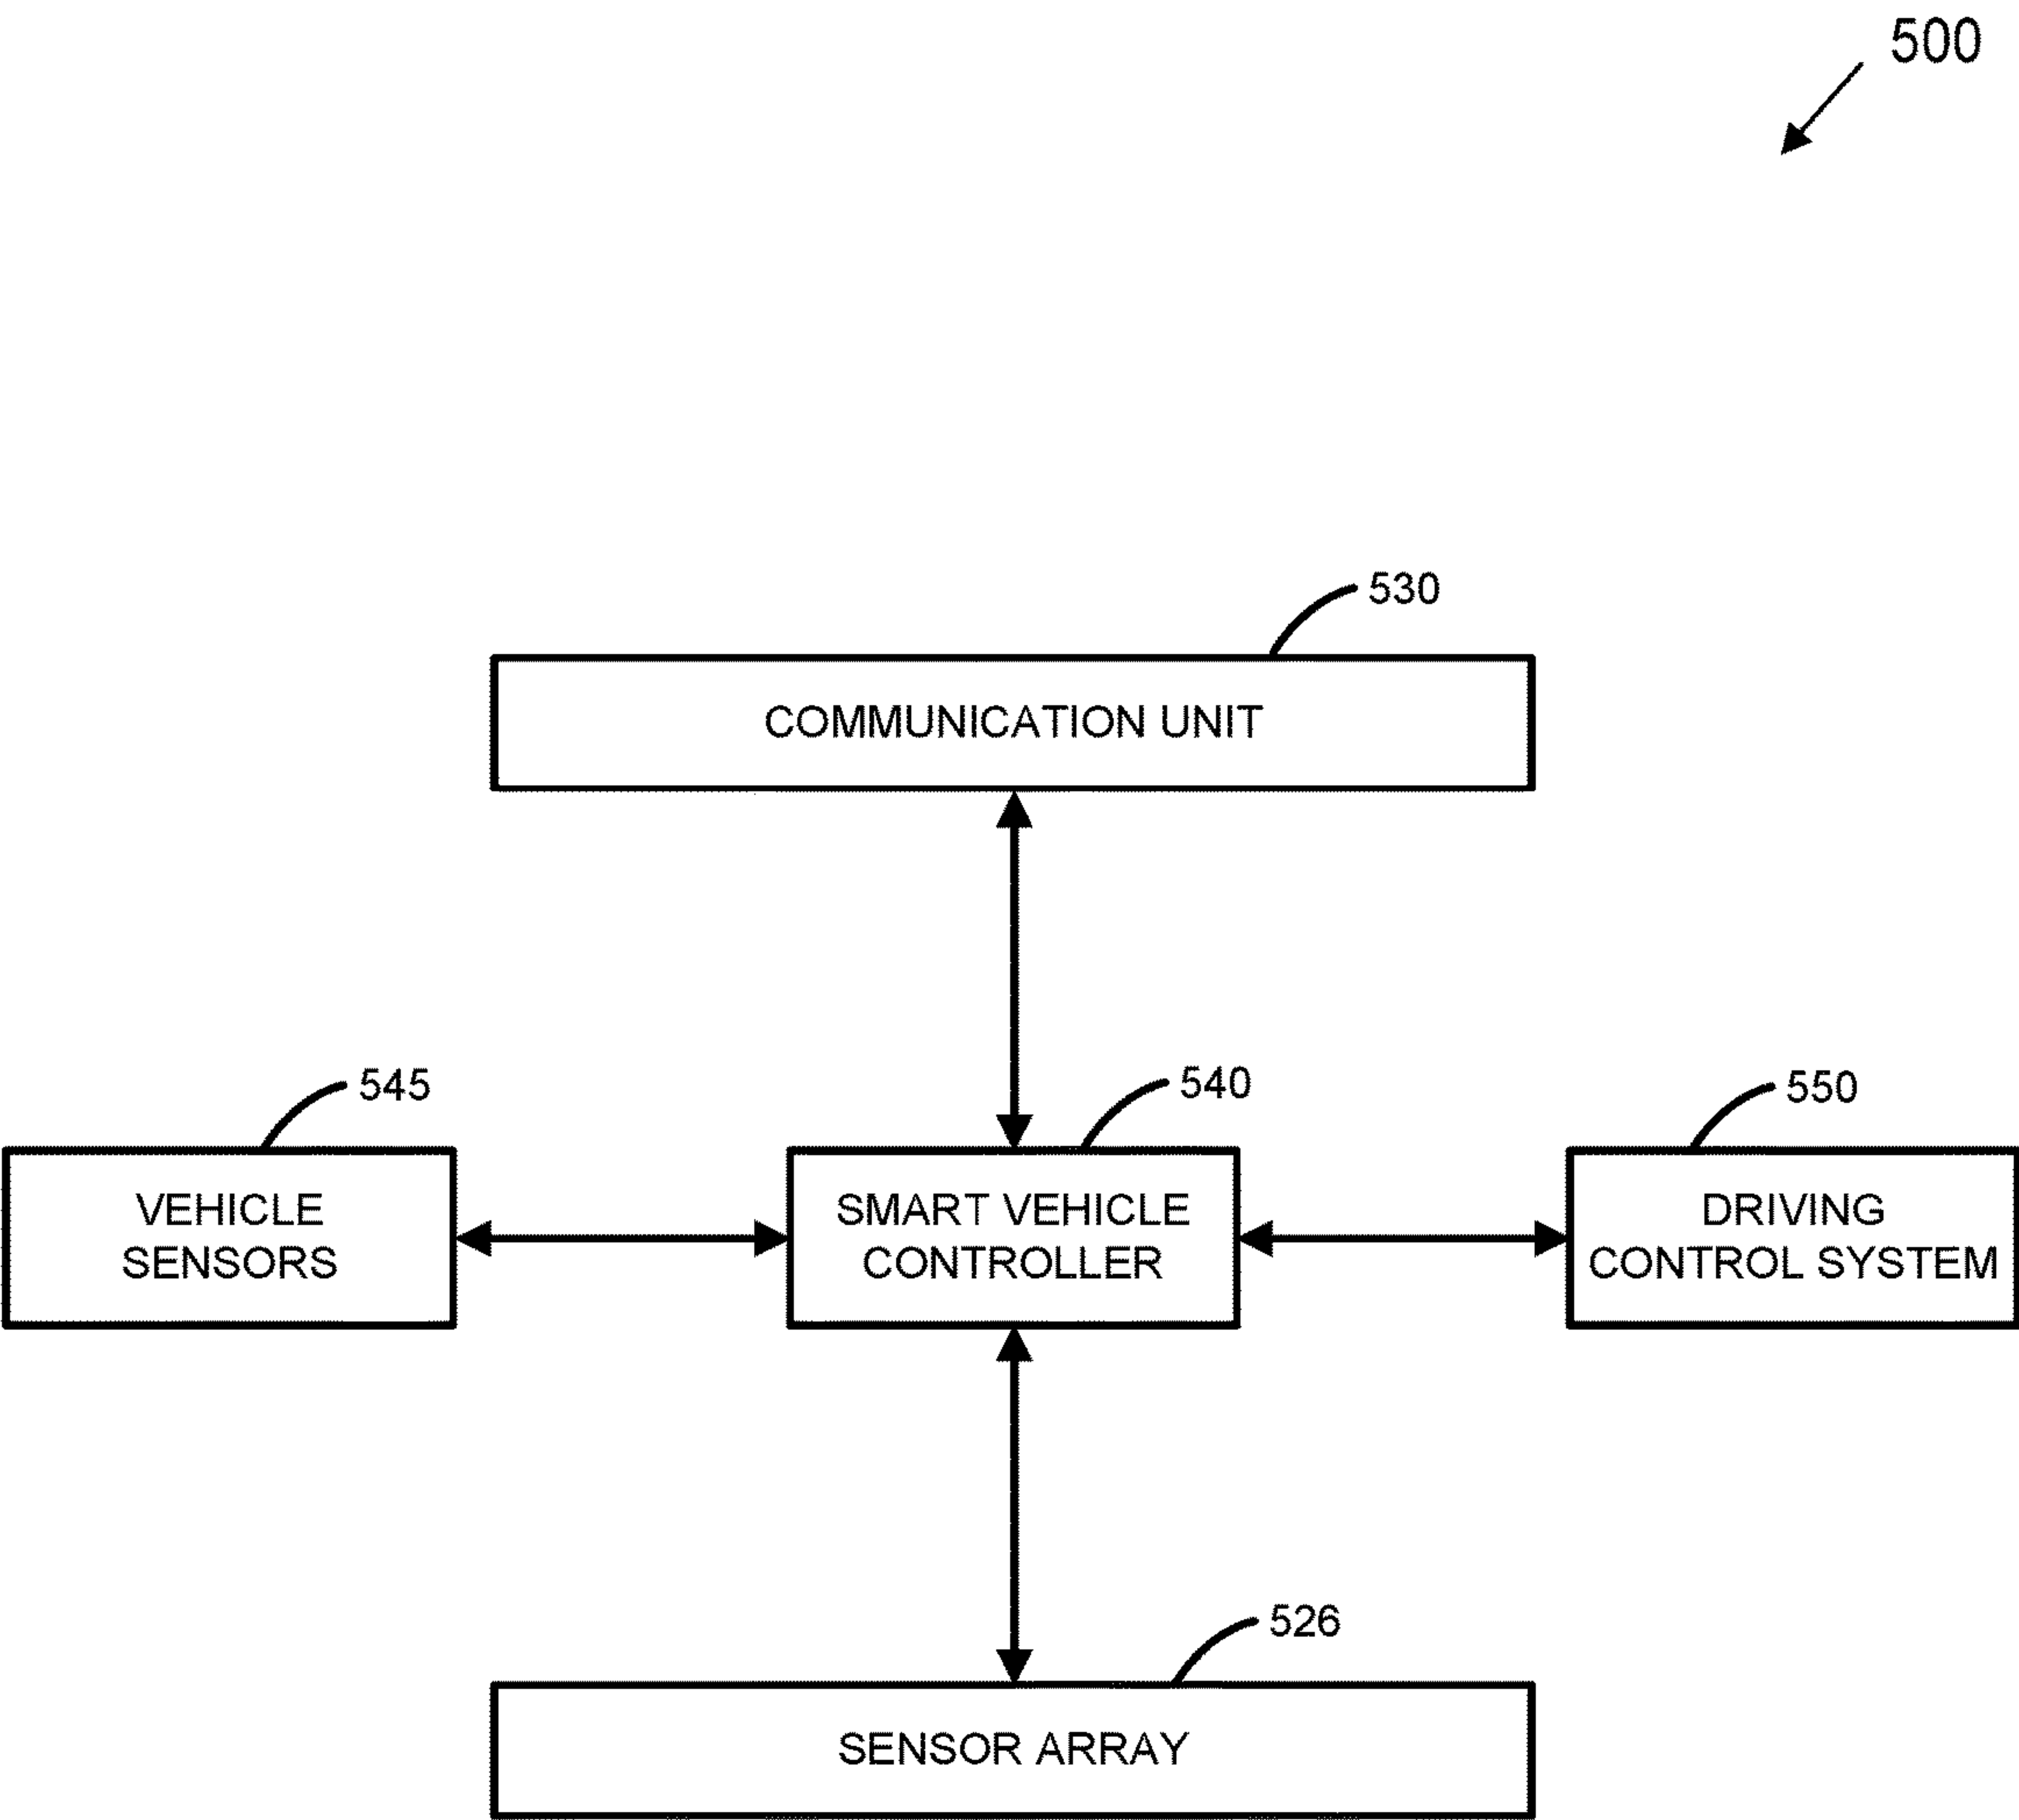 500
530
COMMUNICATION UNIT
545
540
550
VEHICLE
SENSORS
SMART VEHICLE
CONTROLLER
DRIVING
CONTROL SYSTEM
526
SENSOR ARRAY